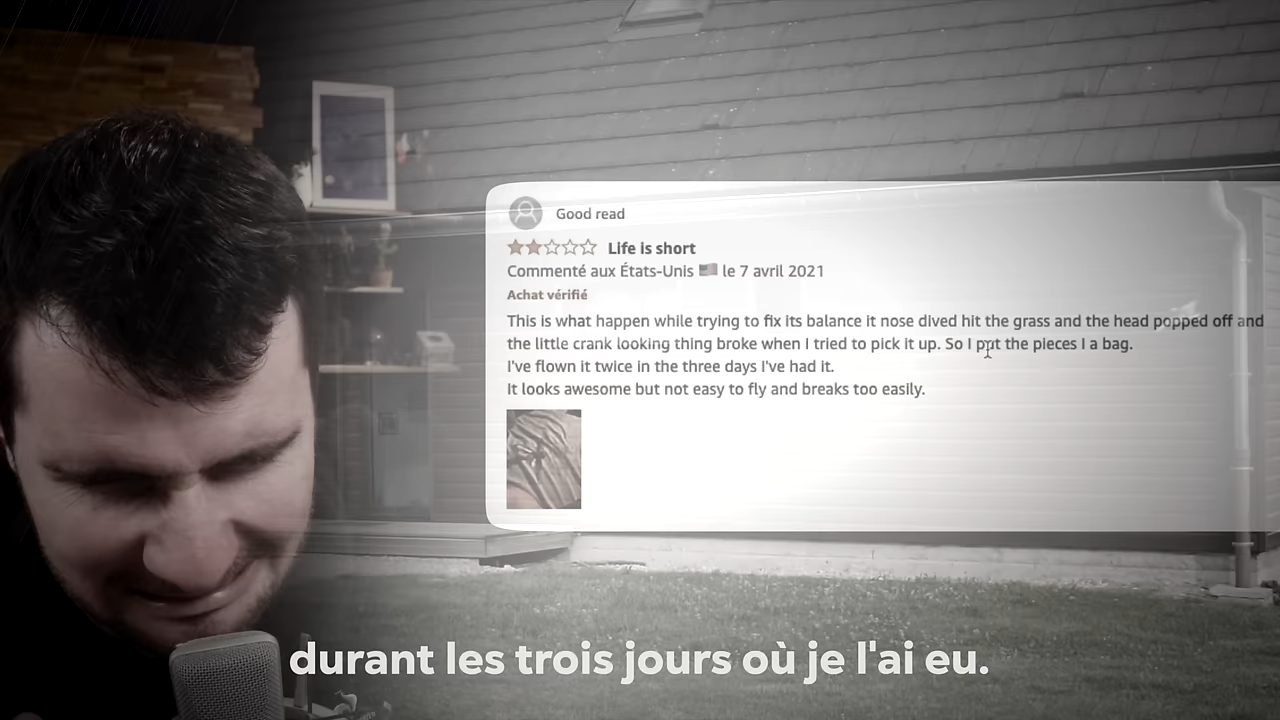 Good read
Life is short
Commenté aux États-Unis 🇺🇸 le 7 avril 2021
Achat vérifié
This is what happen while trying to fix its balance it nose dived hit the grass and the head popped off and
the little crank looking thing broke when I tried to pick it up. So I put the pieces I a bag.
I've flown it twice in the three days I've had it.
It looks awesome but not easy to fly and breaks too easily.
durant les trois jours où je l'ai eu.